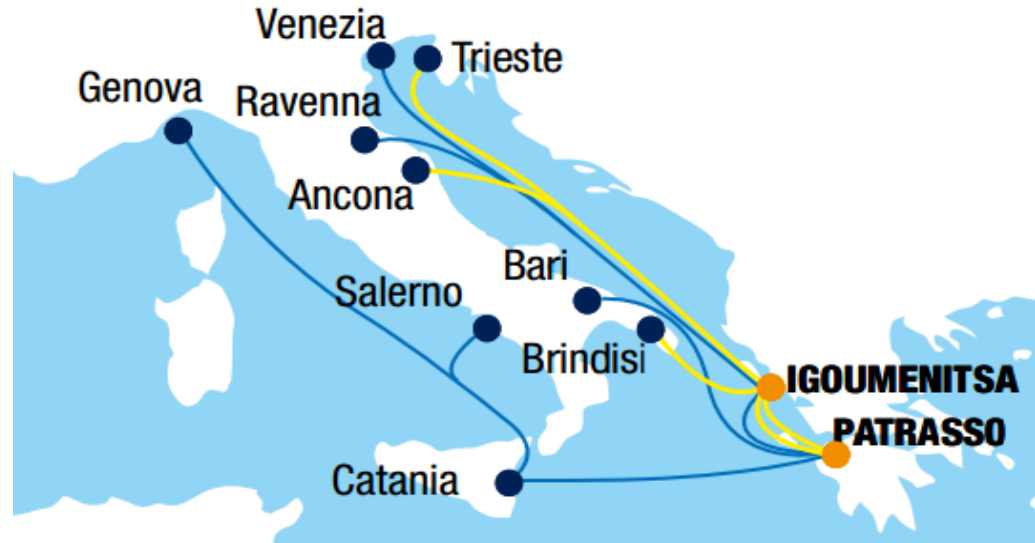 Venezia
Trieste
Genova
Ravenna
Ancona
Bari
Salerno
Brindisi
IGOUMENITSA
PATRASSO
Catania